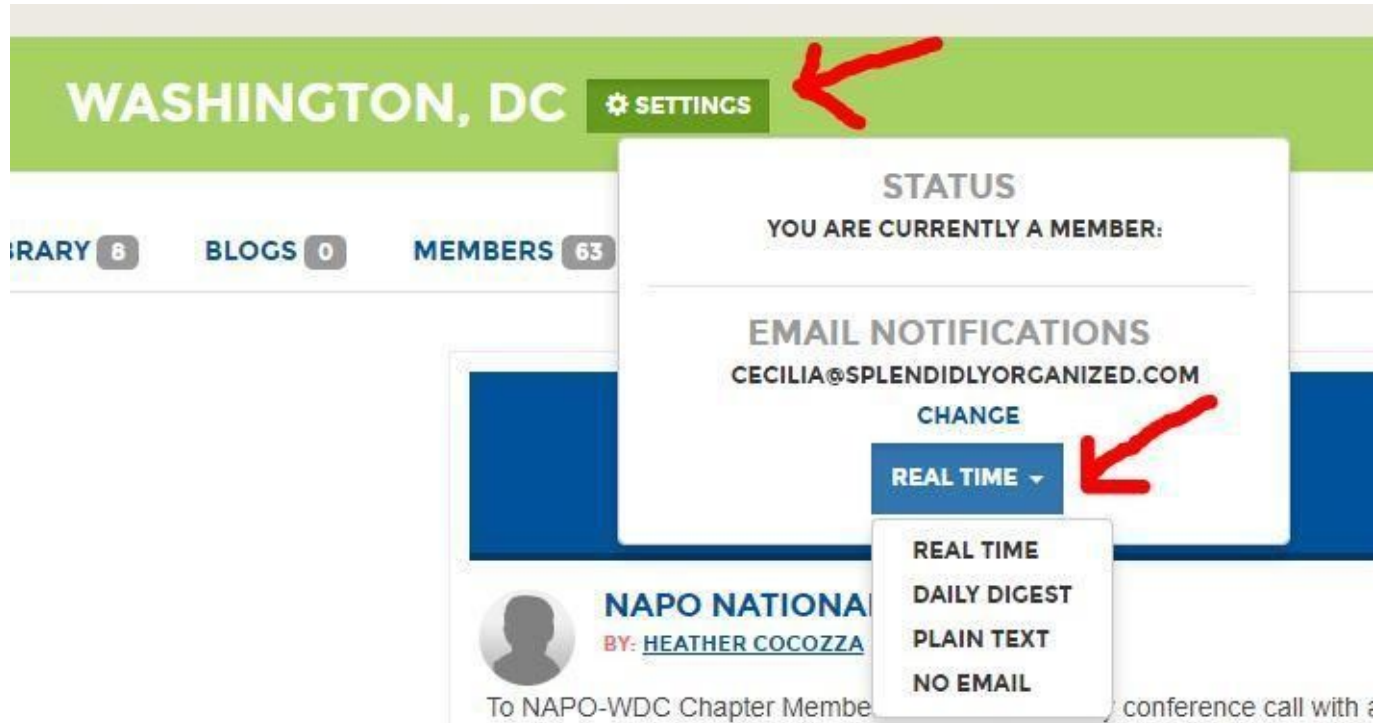 WASHINGTON, DC SETTINGS
STATUS
YOU ARE CURRENTLY A MEMBER:
BRARY 8 BLOGS 0 MEMBERS 63
EMAIL NOTIFICATIONS
CECILIA@SPLENDIDLYORGANIZED.COM
CHANGE
REAL TIME
REAL TIME
DAILY DIGEST
PLAIN TEXT
NO EMAIL
NAPO NATIONA
BY: HEATHER COCOZZA
To NAPO-WDC Chapter Membe conference call with a